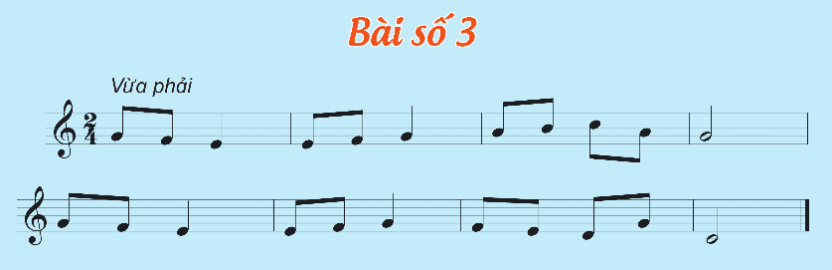 Bài số 3
Vừa phải
2
4